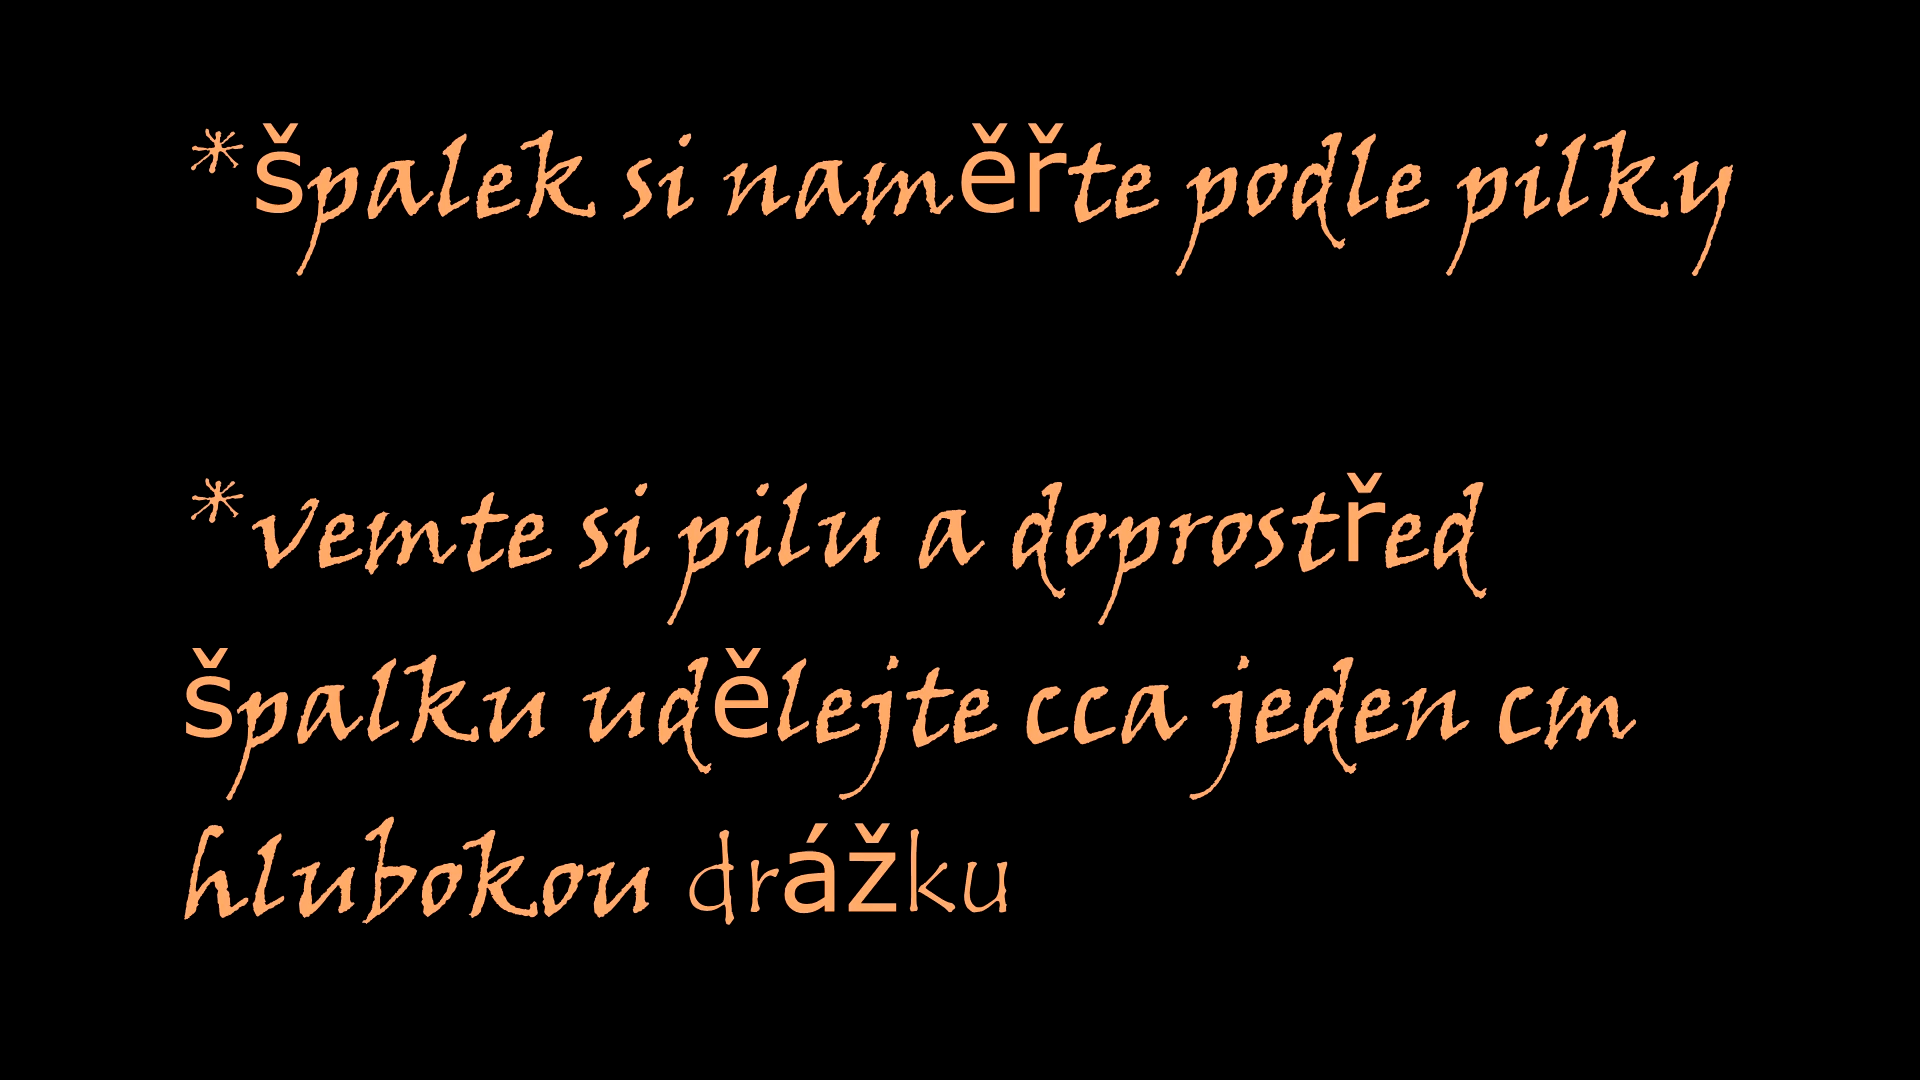 *špalek si naměřte podle pilky
*vemte si pilu a doprostřed
špalku udělejte cca jeden cm
hlubokou drážku